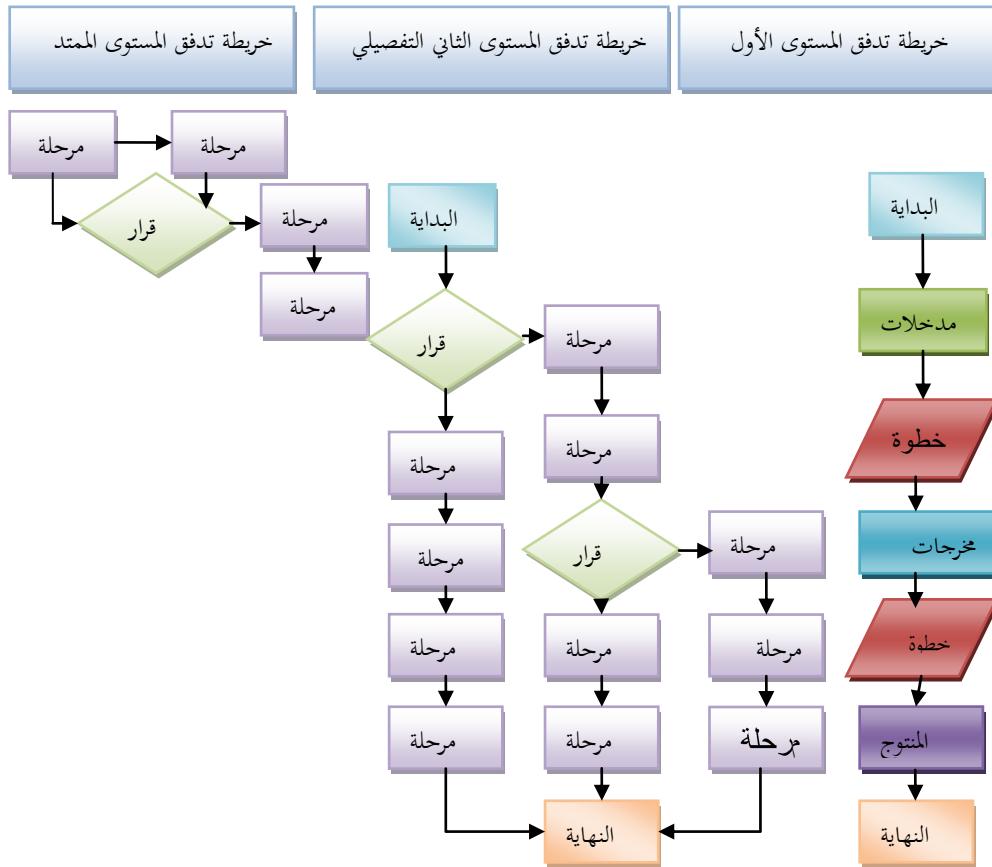 خريطة تدفق المستوى الأول
خريطة تدفق المستوى الثاني التفصيلي
خريطة تدفق المستوى الممتد
البداية
مدخلات
خطوة
مخرجات
خطوة
المنتوج
النهاية
البداية
قرار
مرحلة
مرحلة
مرحلة
قرار
مرحلة
مرحلة
مرحلة
مرحلة
مرحلة
مرحلة
مرحلة
مرحلة
مرحلة
النهاية
مرحلة
مرحلة
قرار
مرحلة
مرحلة